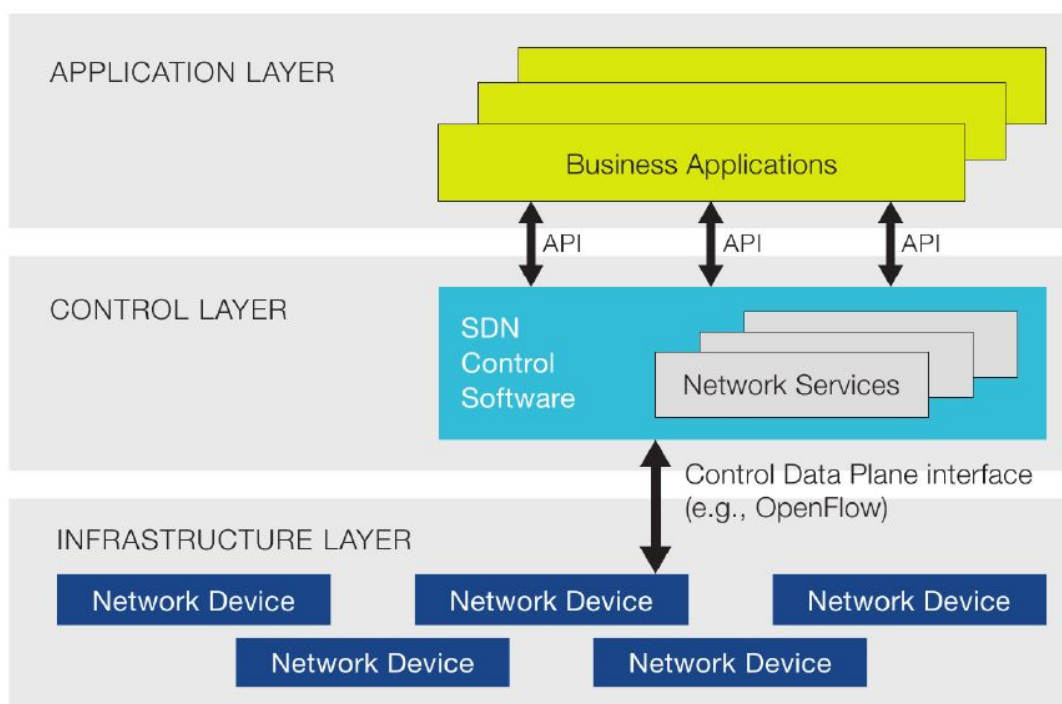 APPLICATION LAYER
Business Applications
API
API
API
CONTROL LAYER
SDN
Control
Software
Network Services
Control Data Plane interface
(e.g., OpenFlow)
INFRASTRUCTURE LAYER
Network Device
Network Device
Network Device
Network Device
Network Device